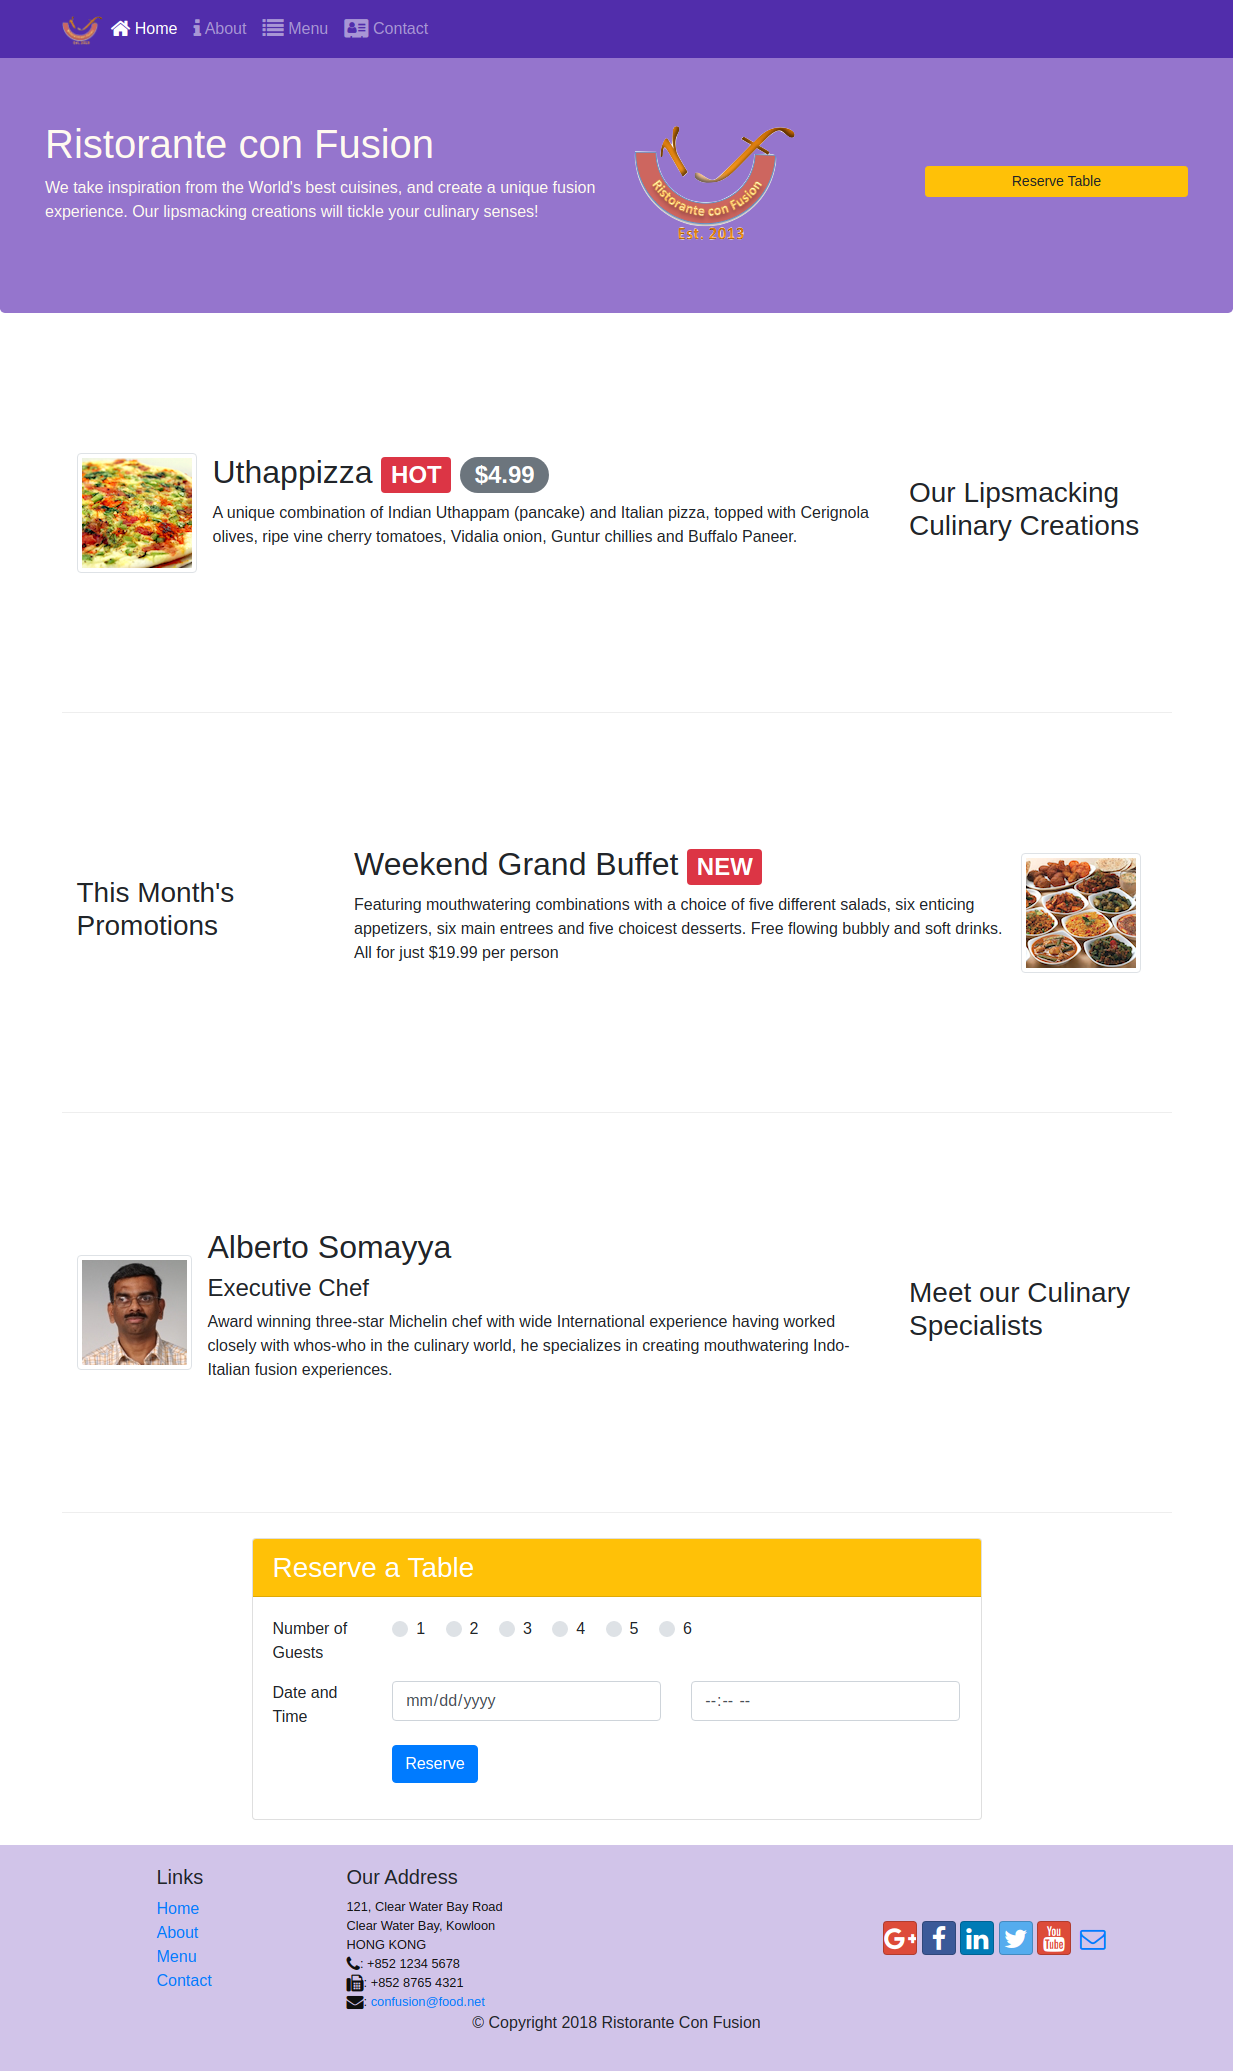 Home About Menu Contact
Ristorante con Fusion
We take inspiration from the World's best cuisines, and create a unique fusion
experience. Our lipsmacking creations will tickle your culinary senses!
Ristorante con Fusion
Est. 2013
Reserve Table
Uthappizza HOT $4.99
A unique combination of Indian Uthappam (pancake) and Italian pizza, topped with Cerignola
olives, ripe vine cherry tomatoes, Vidalia onion, Guntur chillies and Buffalo Paneer.
Our Lipsmacking
Culinary Creations
This Month's
Promotions
Weekend Grand Buffet NEW
Featuring mouthwatering combinations with a choice of five different salads, six enticing
appetizers, six main entrees and five choicest desserts. Free flowing bubbly and soft drinks.
All for just $19.99 per person
Alberto Somayya
Executive Chef
Award winning three-star Michelin chef with wide International experience having worked
closely with whos-who in the culinary world, he specializes in creating mouthwatering Indo-
Italian fusion experiences.
Meet our Culinary
Specialists
Reserve a Table
Number of
Guests
1 2 3 4 5 6
Date and
Time
mm/dd/yyyy
--:-- --
Reserve
Links
Home
About
Menu
Contact
Our Address
121, Clear Water Bay Road
Clear Water Bay, Kowloon
HONG KONG
: +852 1234 5678
: +852 8765 4321
: confusion@food.net
G+ f in You Tube
© Copyright 2018 Ristorante Con Fusion